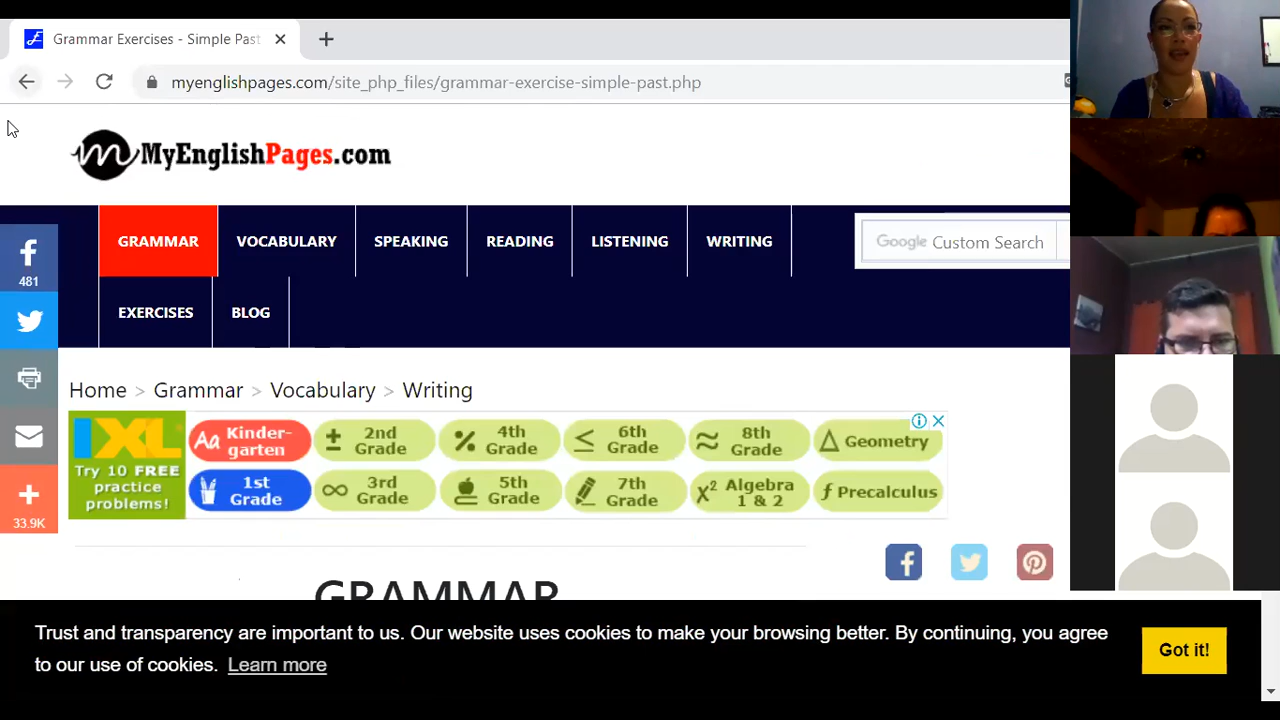 Grammar Exercises - Simple Past
myenglishpages.com/site_php_files/grammar-exercise-simple-past.php
MyEnglishPages.com
GRAMMAR
VOCABULARY
SPEAKING
READING
LISTENING
WRITING
Google Custom Search
481
EXERCISES
BLOG
Home > Grammar > Vocabulary > Writing
IXL
Try 10 FREE
practice
problems!
Aa Kinder-
garten
± 2nd
Grade
% 4th
Grade
≤ 6th
Grade
≈ 8th
Grade
Δ Geometry
1st
Grade
∞ 3rd
Grade
5th
Grade
7th
Grade
x² Algebra
1 & 2
f Precalculus
33.9K
GRAMMAR
Trust and transparency are important to us. Our website uses cookies to make your browsing better. By continuing, you agree
to our use of cookies. Learn more
Got it!